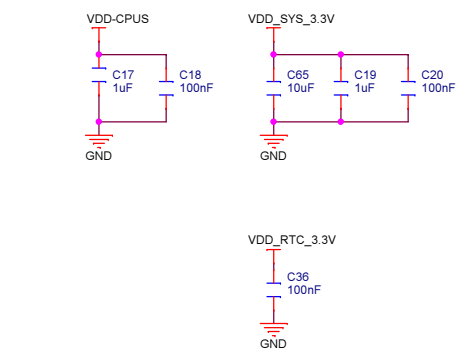 VDD-CPUS
C17
1uF
C18
100nF
GND
VDD_SYS_3.3V
C65
10uF
C19
1uF
C20
100nF
GND
VDD_RTC_3.3V
C36
100nF
GND